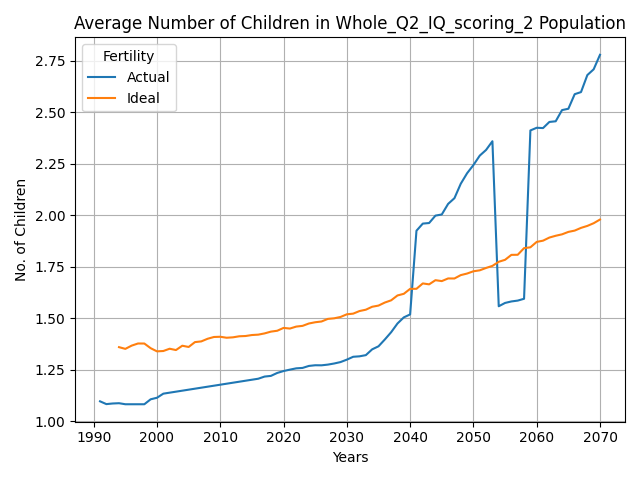 Average Number of Children in Whole_Q2_IQ_scoring_2 Population
Fertility
Actual
Ideal
2.75
2.50
2.25
2.00
1.75
1.50
1.25
1.00
No. of Children
1990 2000 2010 2020 2030 2040 2050 2060 2070
Years